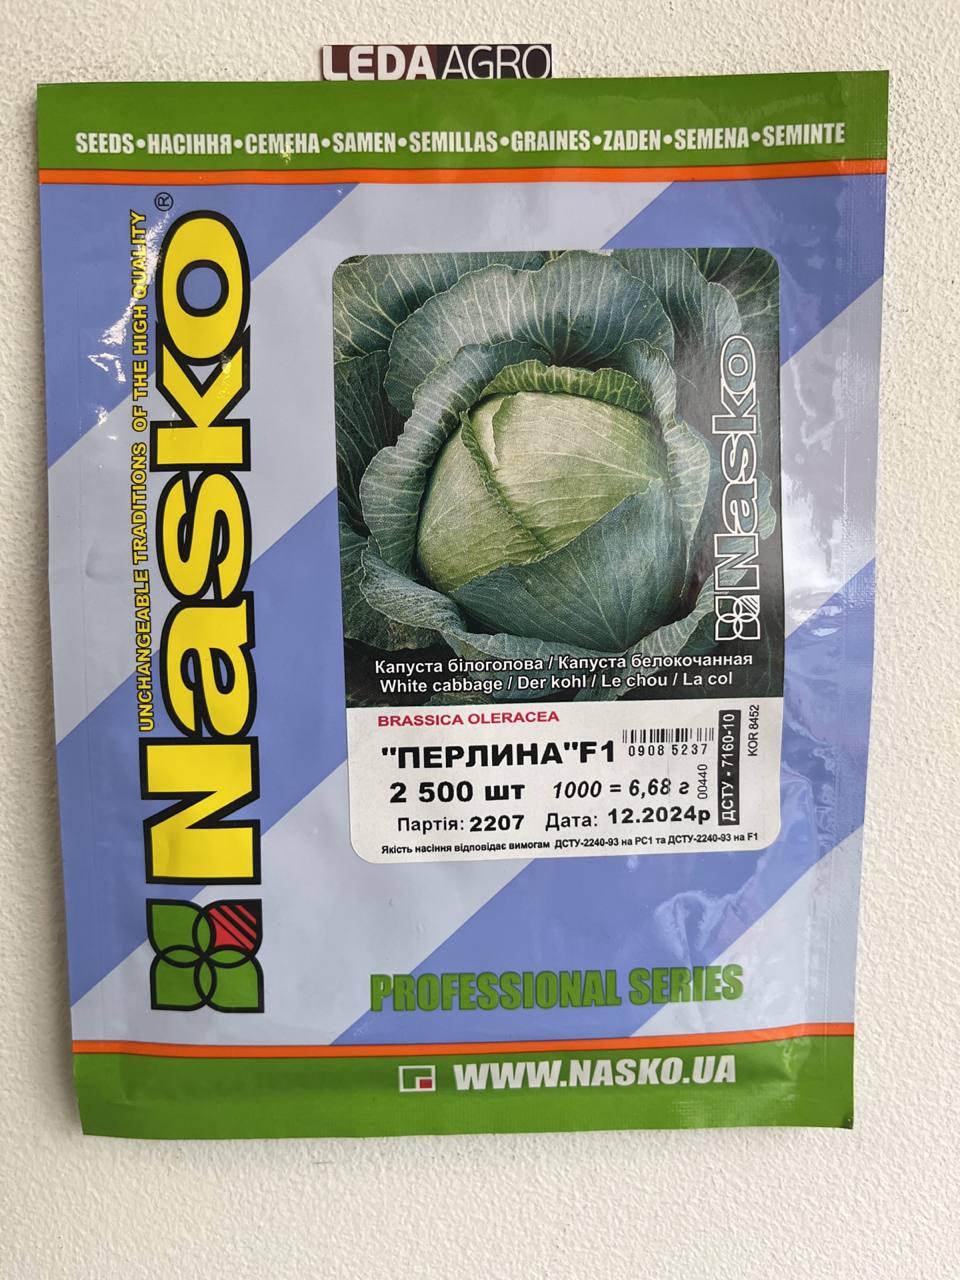 LEDAAGRO
SEEDS•НАСІННЯ•СЕМЕНА•SAMEN•SEMILLAS•GRAINES•ZADEN•SEMENA•SEMINTE
UNCHANGEABLE TRADITIONS OF THE HIGH QUALITY
Nasko®
Nasko
Капуста білоголова / Капуста белокочанная
White cabbage / Der kohl / Le chou / La col
BRASSICA OLERACEA
"ПЕРЛИНА"F1
0908 5237
2 500 шт 1000 = 6,68 г
00440
Партія: 2207 Дата: 12.2024р
ДСТУ - 7160-10
KOR 8452
Якість насіння відповідає вимогам ДСТУ-2240-93 на РС1 та ДСТУ-2240-93 на F1
PROFESSIONAL SERIES
WWW.NASKO.UA